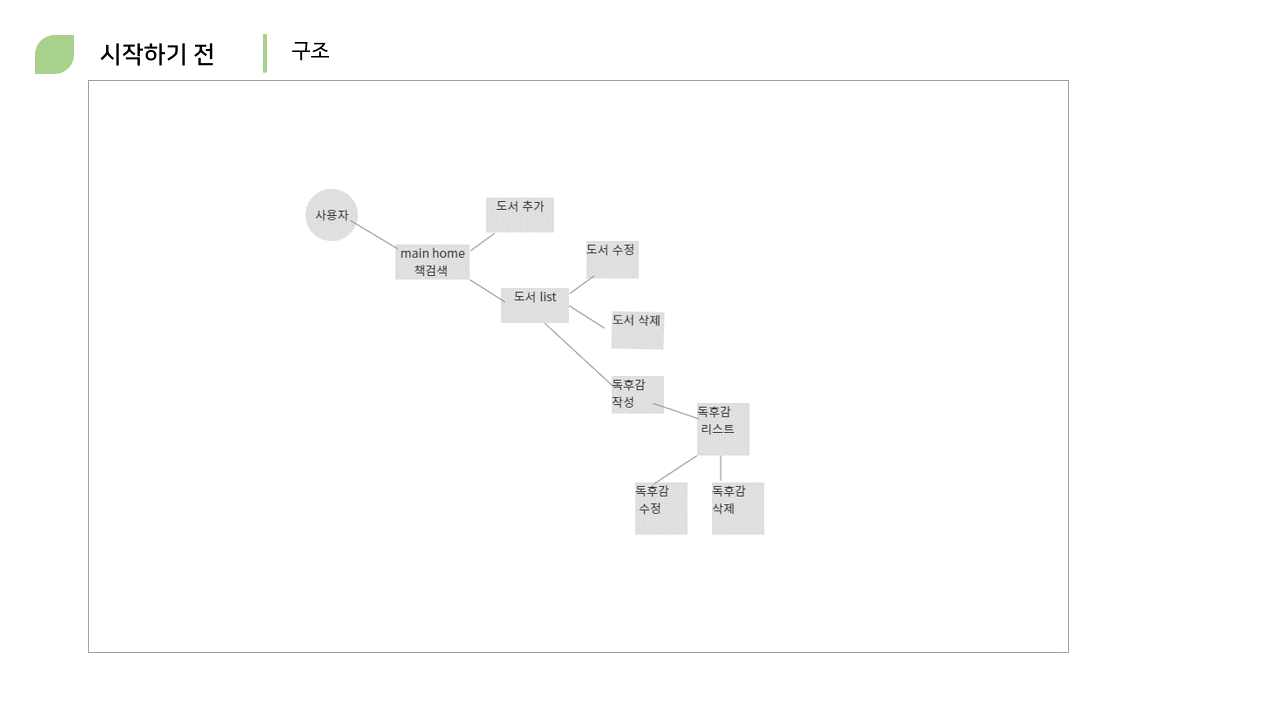 시작하기 전
구조
사용자
도서 추가
main home
책검색
도서 수정
도서 list
도서 삭제
독후감
작성
독후감
리스트
독후감
수정
독후감
삭제